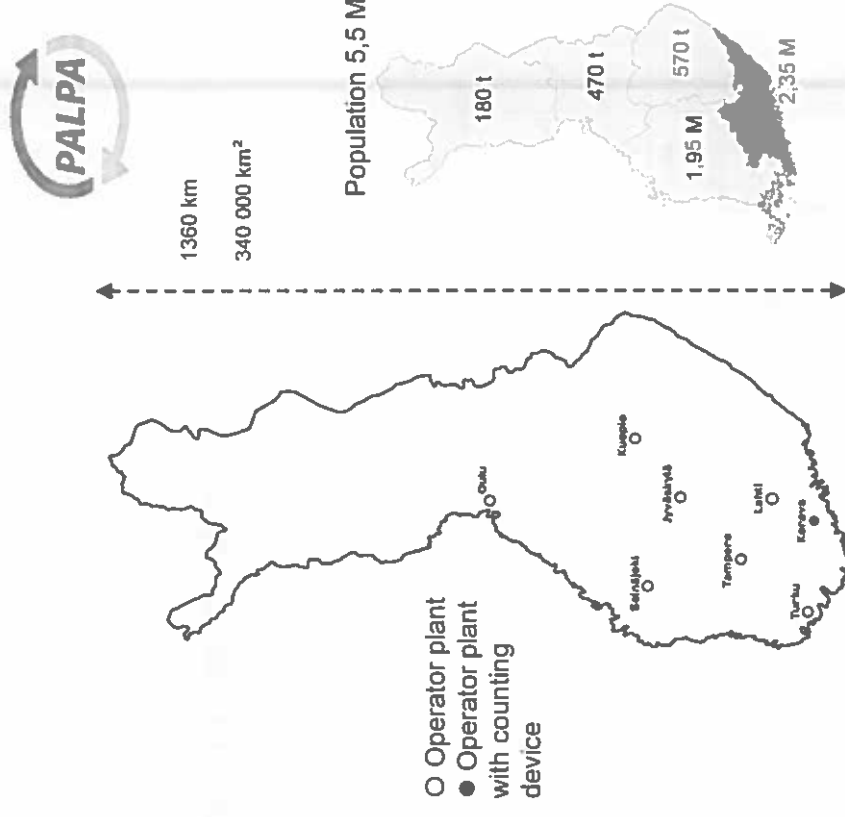 PALPA
1360 km
340 000 km²
Population 5,5 M
180 t
470 t
570 t
1,95 M
2,35 M
Oulu
Kuopio
Jyväskylä
Seinäjoki
Tampere
Lahti
Kerava
Turku
Operator plant
Operator plant
with counting
device